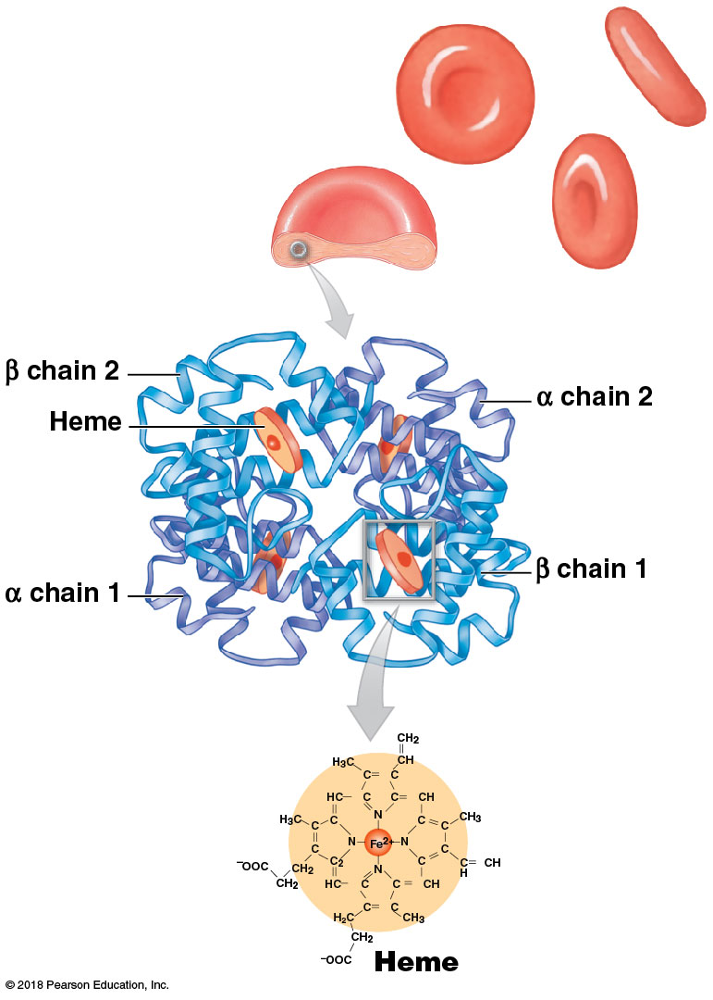 β chain 2
α chain 2
Heme
β chain 1
α chain 1
CH2
CH
H3C
C=
C
HC
C
C=
CH
H3C
C
N
C
CH3
C
C=
N
Fe2+
N
C
C
C2
C
C=
CH
H
⁻OOC
CH2
CH2
N
HC
C
C=
CH
C=
C
H2C
CH3
CH2
⁻OOC
Heme
© 2018 Pearson Education, Inc.